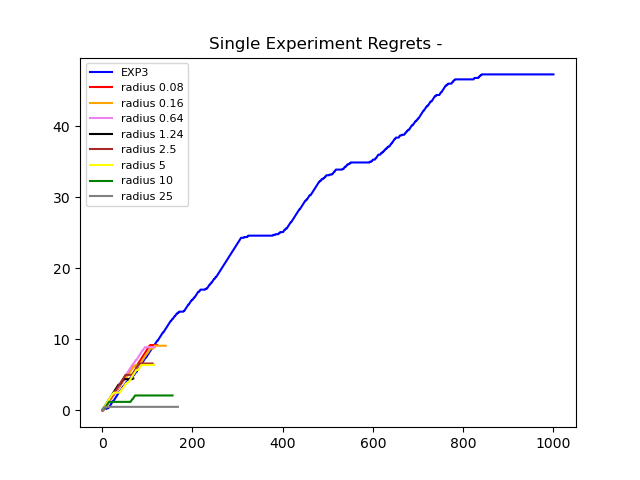 Single Experiment Regrets -
EXP3
radius 0.08
radius 0.16
radius 0.64
radius 1.24
radius 2.5
radius 5
radius 10
radius 25
40
30
20
10
0
0 200 400 600 800 1000